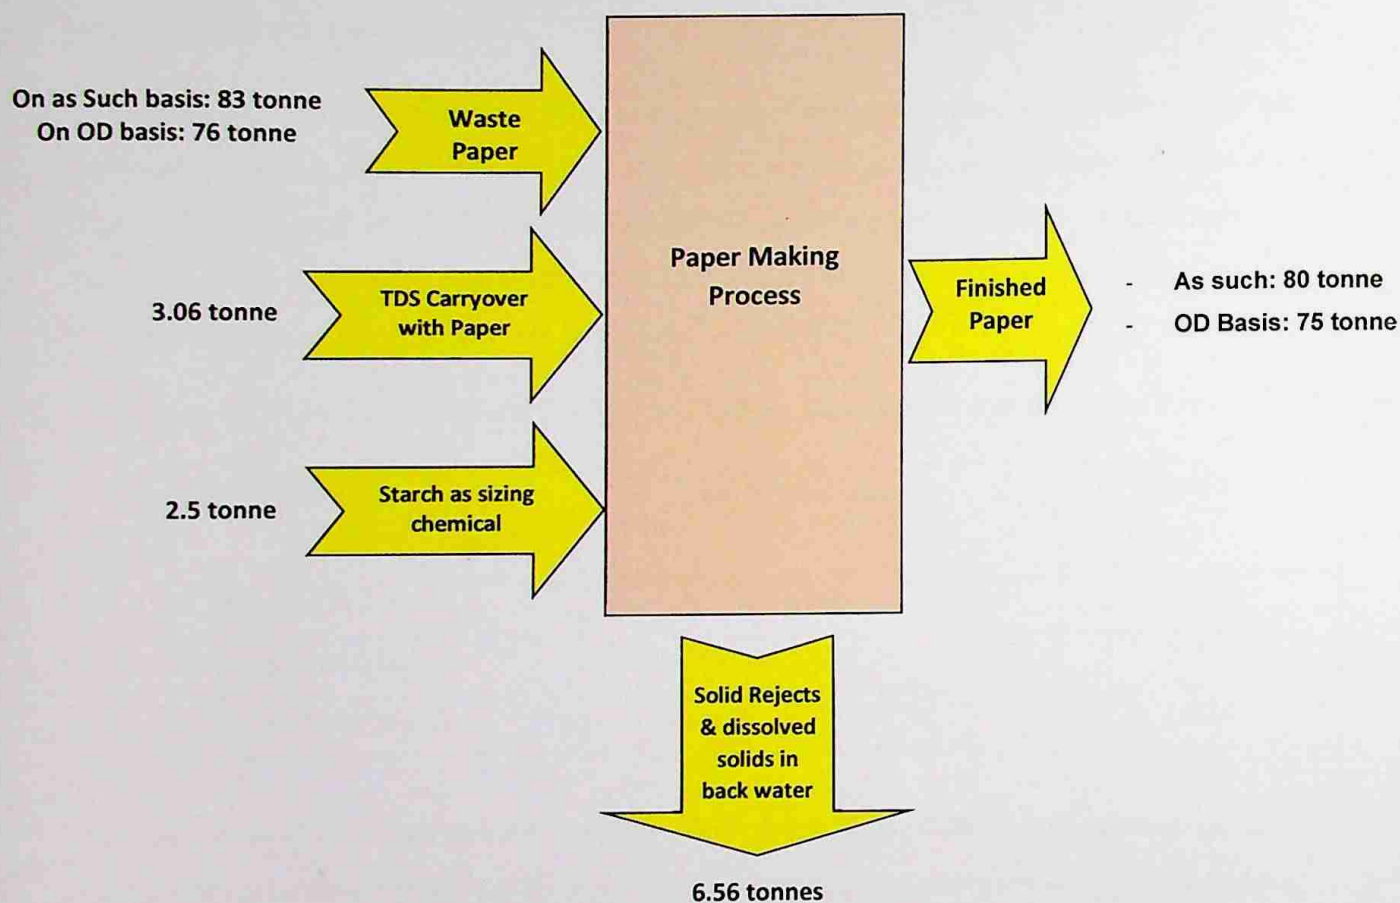 On as Such basis: 83 tonne
On OD basis: 76 tonne
Waste
Paper
3.06 tonne
TDS Carryover
with Paper
2.5 tonne
Starch as sizing
chemical
Paper Making
Process
Finished
Paper
- As such: 80 tonne
- OD Basis: 75 tonne
Solid Rejects
& dissolved
solids in
back water
6.56 tonnes